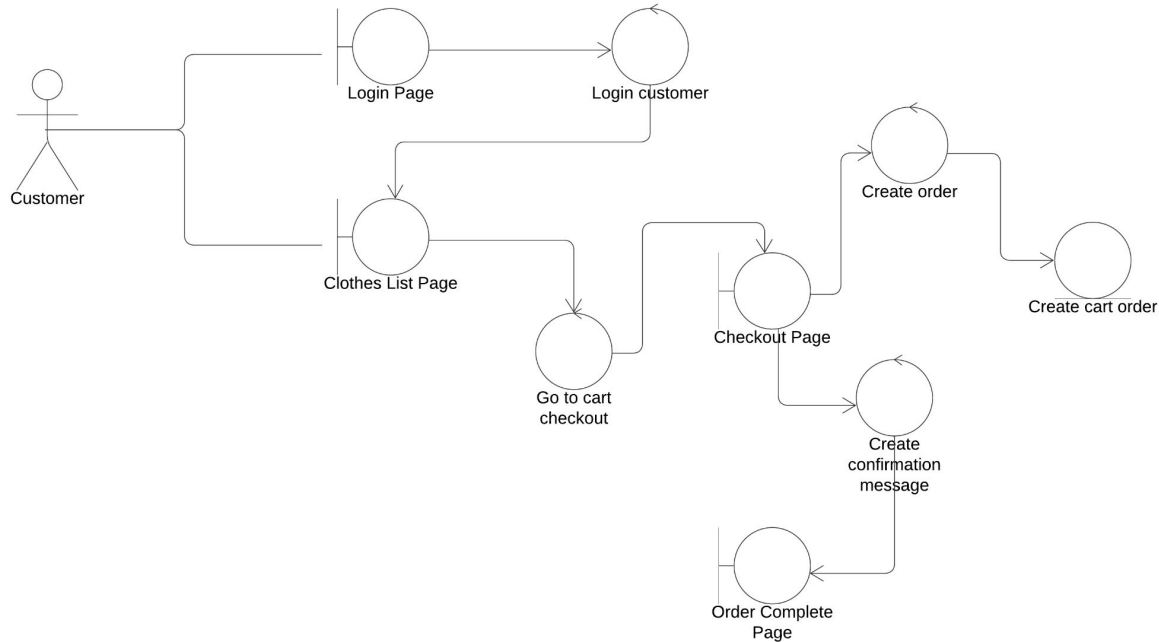 Login Page
Login customer
Customer
Create order
Clothes List Page
Create cart order
Checkout Page
Go to cart
checkout
Create
confirmation
message
Order Complete
Page